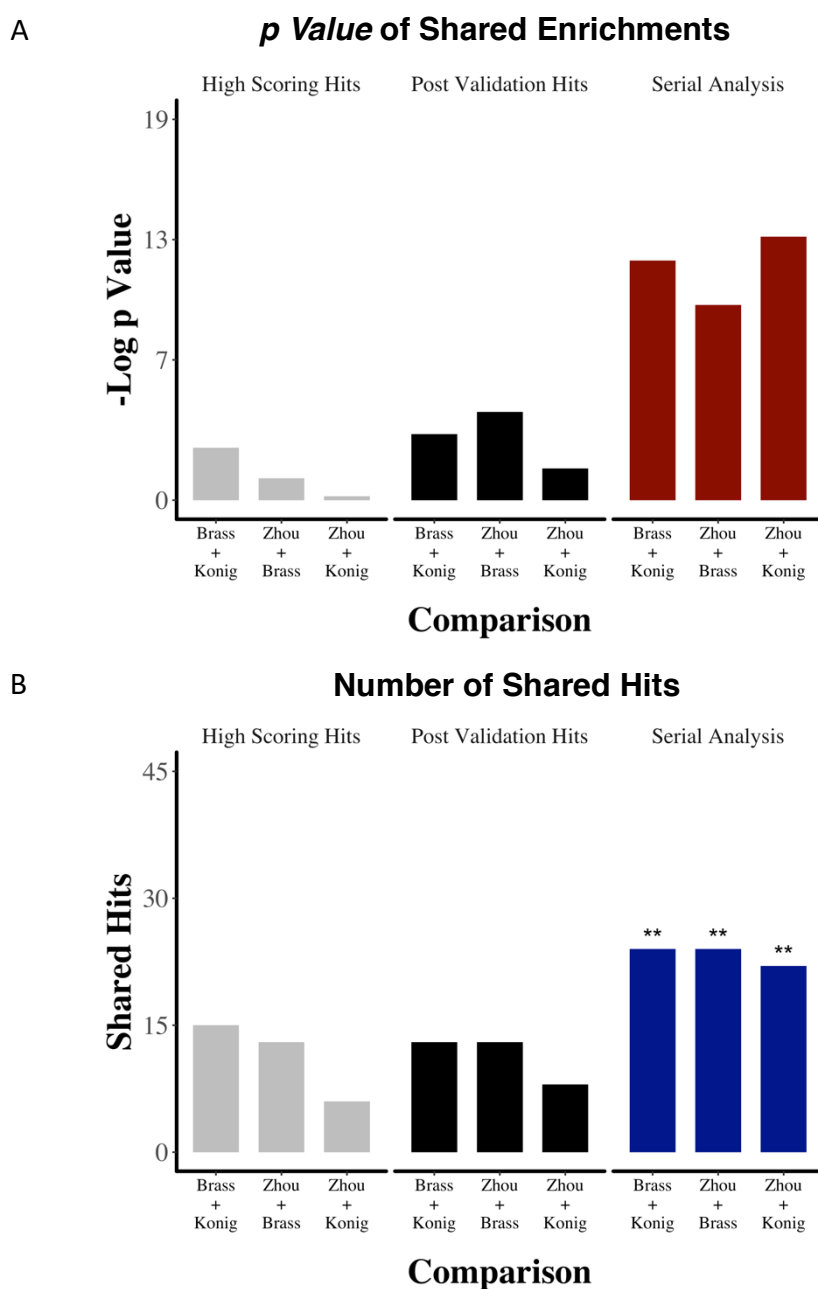 A
p Value of Shared Enrichments
High Scoring Hits
Post Validation Hits
Serial Analysis
19
13
7
0
-Log p Value
Brass + Konig
Zhou + Brass
Zhou + Konig
Brass + Konig
Zhou + Brass
Zhou + Konig
Brass + Konig
Zhou + Brass
Zhou + Konig
Comparison
B
Number of Shared Hits
High Scoring Hits
Post Validation Hits
Serial Analysis
45
30
15
0
Shared Hits
**
**
**
Brass + Konig
Zhou + Brass
Zhou + Konig
Brass + Konig
Zhou + Brass
Zhou + Konig
Brass + Konig
Zhou + Brass
Zhou + Konig
Comparison